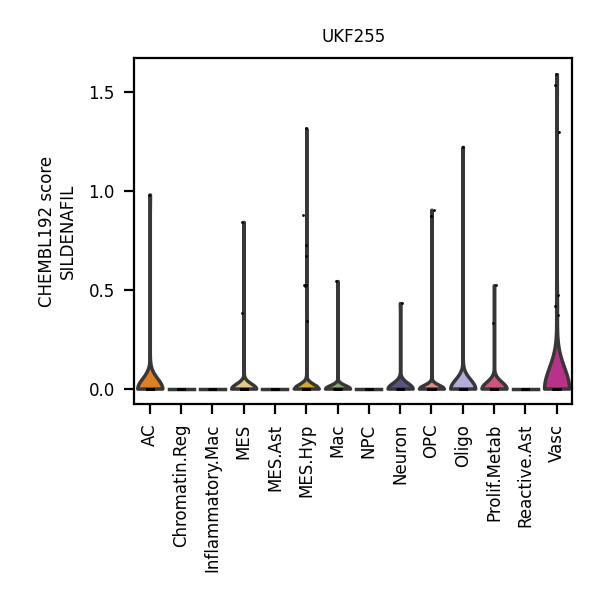 UKF255
CHEMBL192 score
SILDENAFIL
1.5
1.0
0.5
0.0
AC
Chromatin.Reg
Inflammatory.Mac
MES
MES.Ast
MES.Hyp
Mac
NPC
Neuron
OPC
Oligo
Prolif.Metab
Reactive.Ast
Vasc